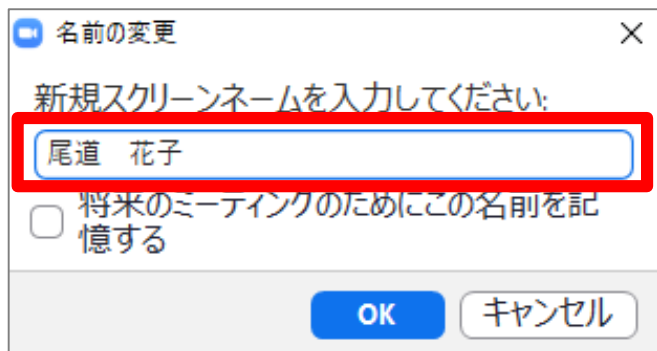 名前の変更
新規スクリーンネームを入力してください:
尾道　花子
将来のミーティングのためにこの名前を記
憶する
OK キャンセル